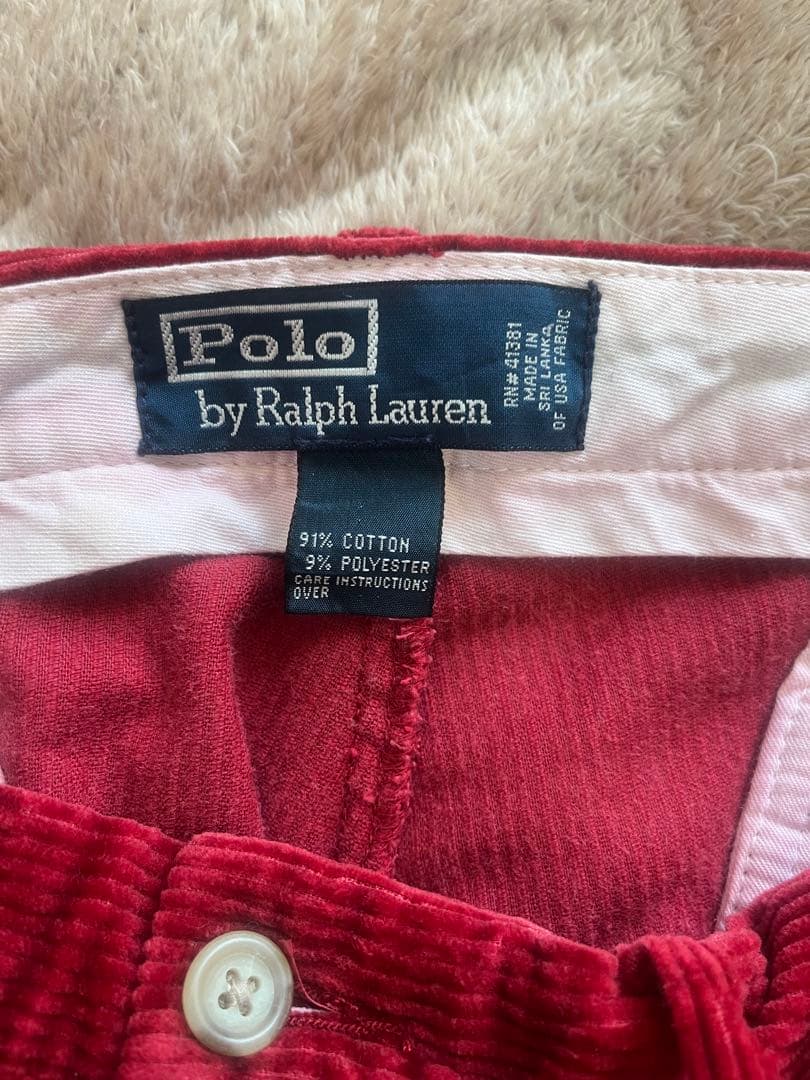 Polo
by Ralph Lauren
RN# 41381
MADE IN
SRI LANKA
OF USA FABRIC
91% COTTON
9% POLYESTER
CARE INSTRUCTIONS
OVER